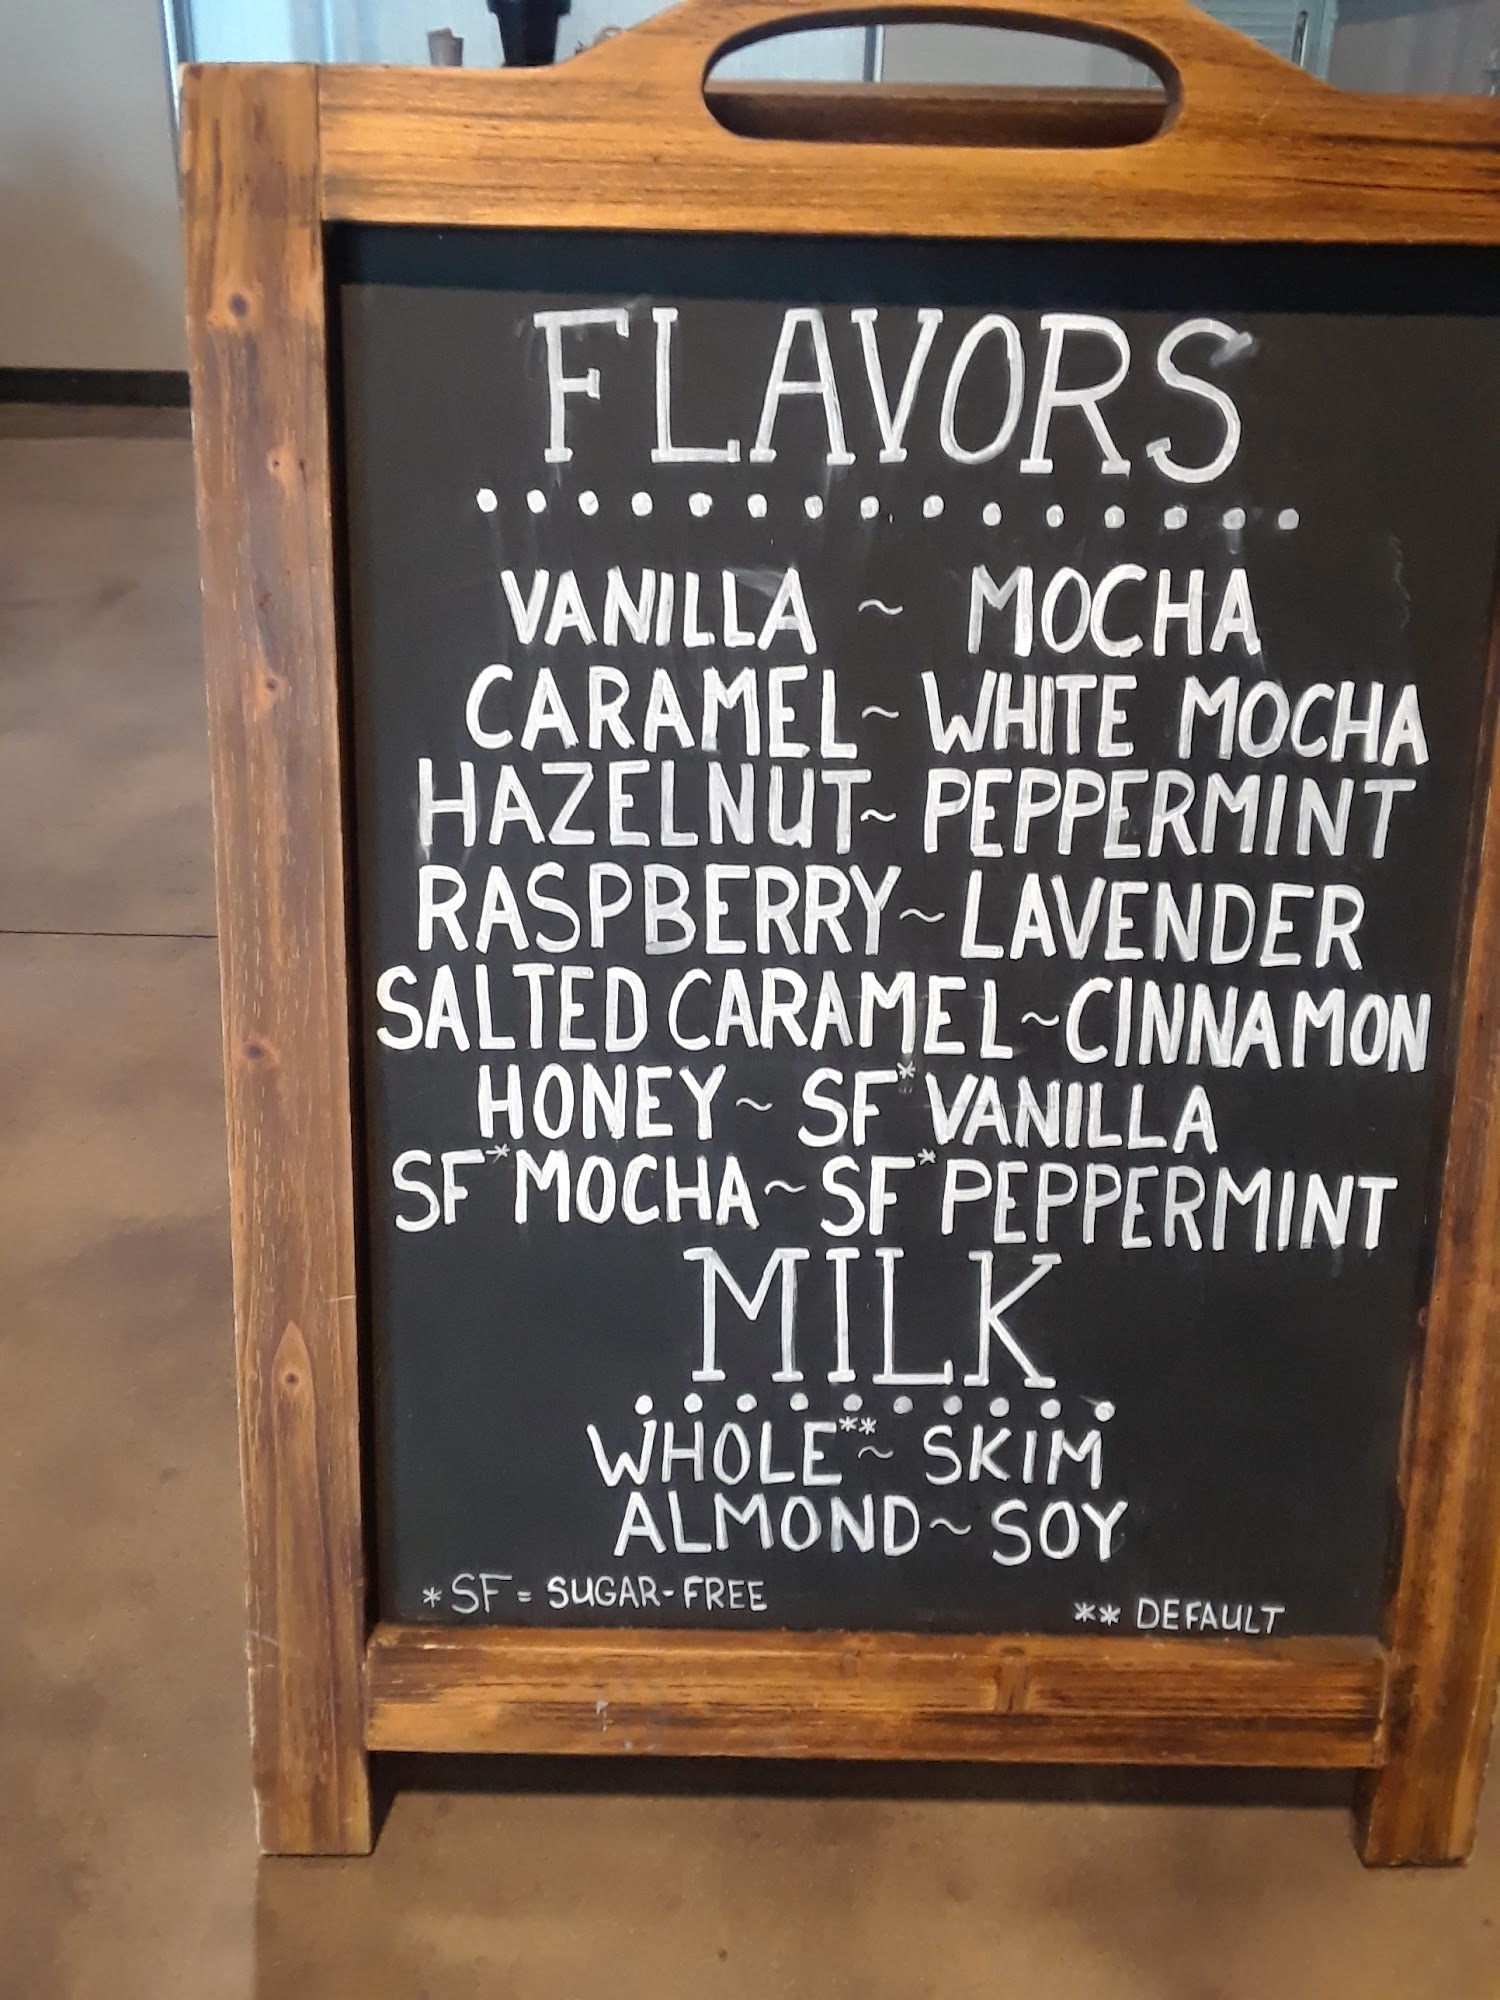 FLAVORS
VANILLA ~ MOCHA
CARAMEL ~ WHITE MOCHA
HAZELNUT ~ PEPPERMINT
RASPBERRY ~ LAVENDER
SALTED CARAMEL ~ CINNAMON
HONEY ~ SF* VANILLA
SF* MOCHA ~ SF* PEPPERMINT
MILK
WHOLE** ~ SKIM
ALMOND ~ SOY
* SF = SUGAR-FREE
** DEFAULT